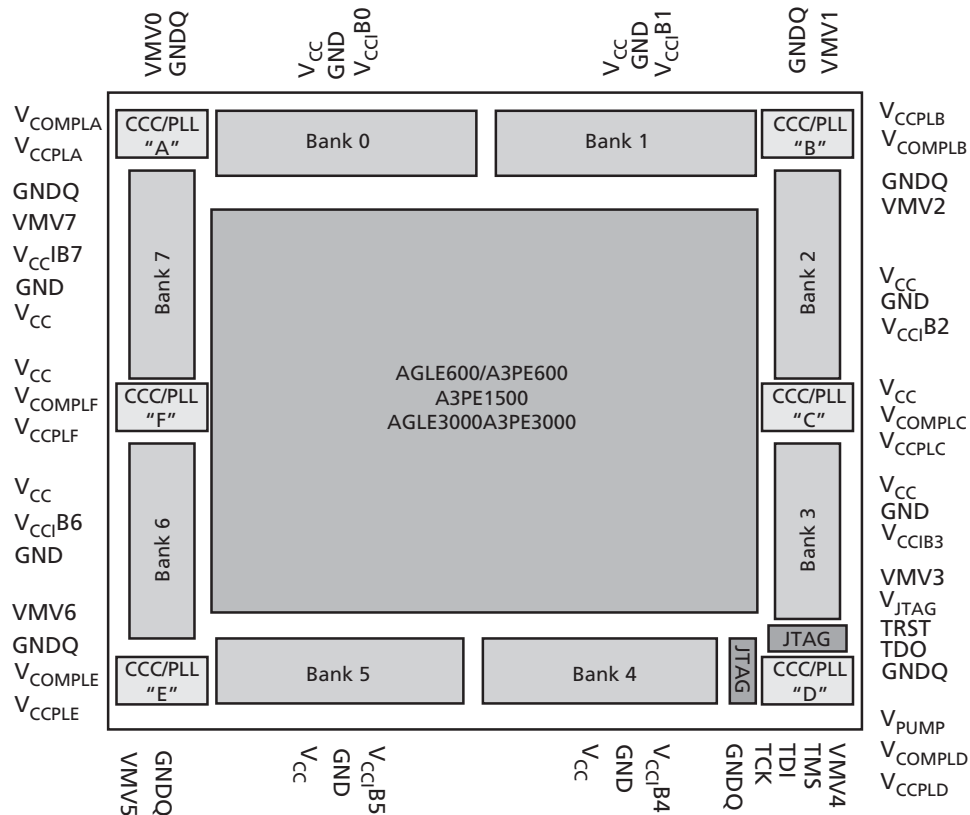 VMV0
GNDQ
VCC
GND
VCCIB0
VCC
GND
VCCIB1
GNDQ
VMV1
VCOMPLA
VCCPLA
GNDQ
VMV7
VCCIB7
GND
VCC
VCC
VCOMPLF
VCCPLF
VCC
VCCIB6
GND
VMV6
GNDQ
VCOMPLE
VCCPLE
CCC/PLL
"A"
Bank 0
Bank 1
CCC/PLL
"B"
Bank 7
Bank 2
AGLE600/A3PE600
A3PE1500
AGLE3000A3PE3000
CCC/PLL
"F"
CCC/PLL
"C"
Bank 6
Bank 3
JTAG
CCC/PLL
"E"
Bank 5
Bank 4
JTAG
CCC/PLL
"D"
VCCPLB
VCOMPLB
GNDQ
VMV2
VCC
GND
VCCIB2
VCC
VCOMPLC
VCCPLC
VCC
GND
VCCIB3
VMV3
VJTAG
TRST
TDO
GNDQ
VPUMP
VCOMPLD
VCCPLD
VMV5
GNDQ
VCC
GND
VCCIB5
VCC
GND
VCCIB4
GNDQ
TCK
TDI
TMS
VMV4